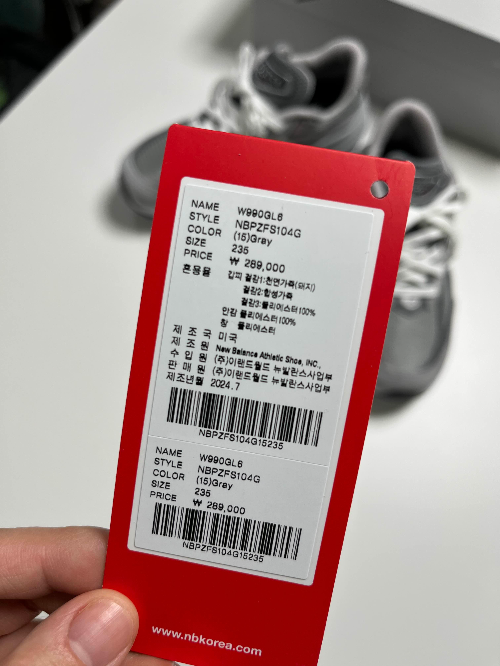 NAME W990GL6
STYLE NBPZFS104G
COLOR (15)Gray
SIZE 235
PRICE ₩ 289,000
혼용율 갑피 겉감1:천연가죽(돼지)
겉감2:합성가죽
겉감3:폴리에스터100%
안감 폴리에스터100%
창 폴리에스터
제 조 국 미국
제 조 원 New Balance Athletic Shoe, INC.,
수 입 원 (주)이랜드월드 뉴발란스사업부
판 매 원 (주)이랜드월드 뉴발란스사업부
제조년월 2024.7
NBPZFS104G15235
NAME W990GL6
STYLE NBPZFS104G
COLOR (15)Gray
SIZE 235
PRICE ₩ 289,000
NBPZFS104G15235
www.nbkorea.com